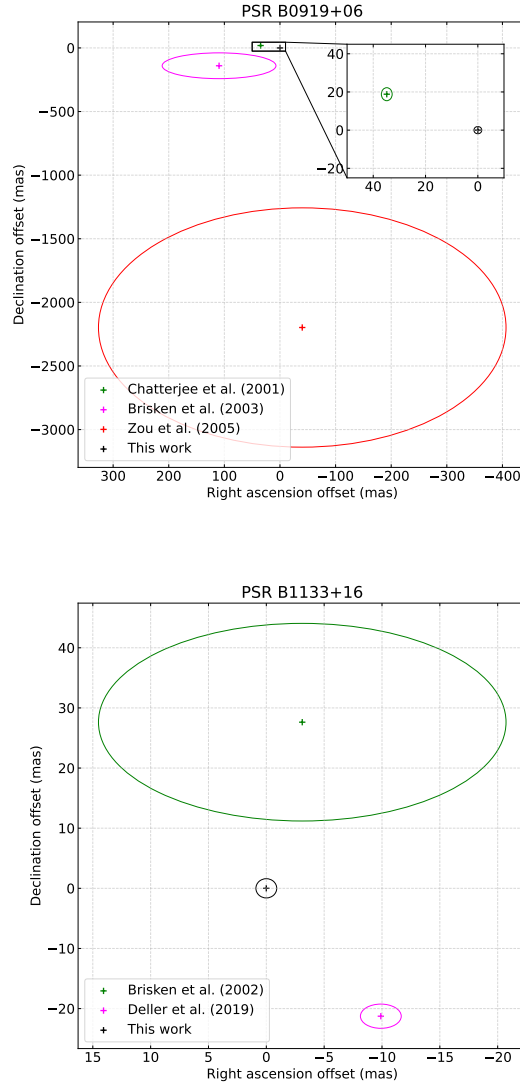 PSR B0919+06
0
−500
−1000
−1500
−2000
−2500
−3000
Declination offset (mas)
40
20
0
−20
40 20 0
Chatterjee et al. (2001)
Brisken et al. (2003)
Zou et al. (2005)
This work
300 200 100 0 −100 −200 −300 −400
Right ascension offset (mas)
PSR B1133+16
40
30
20
10
0
−10
−20
Declination offset (mas)
Brisken et al. (2002)
Deller et al. (2019)
This work
15 10 5 0 −5 −10 −15 −20
Right ascension offset (mas)